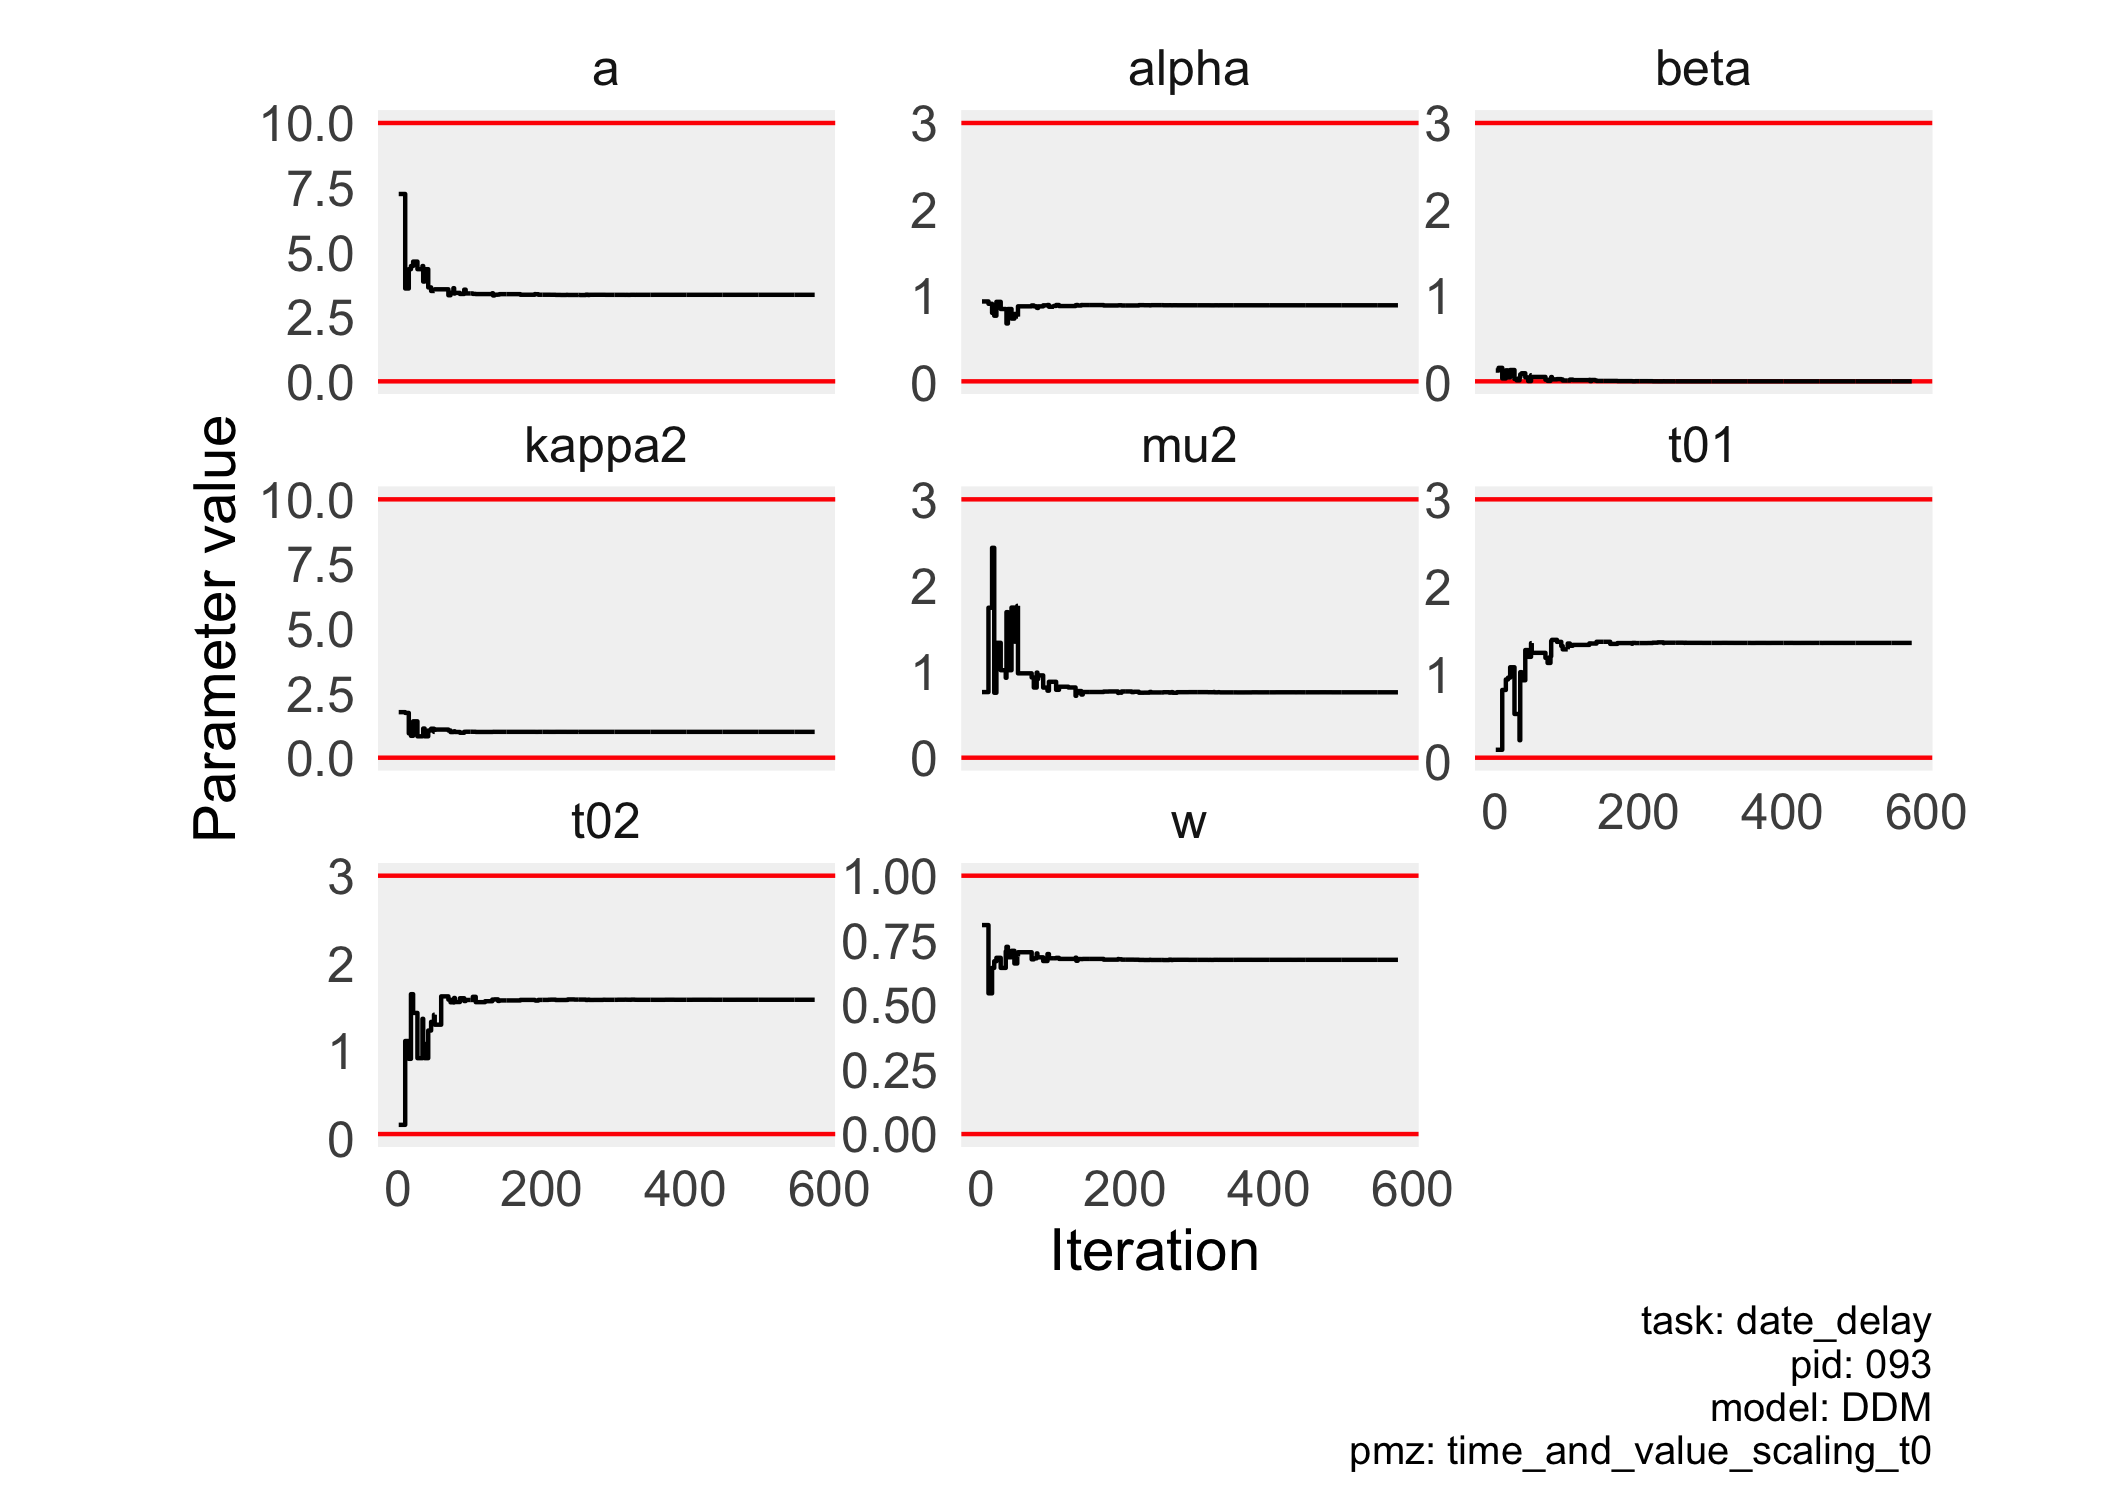 a alpha beta
10.0 3 3
7.5 2 2
5.0 1 1
2.5 0 0
0.0
kappa2 mu2 t01
10.0 3 3
7.5 2 2
5.0 1 1
2.5 0 0
0.0
0 200 400 600
t02 w
3 1.00
2 0.75
1 0.50
0 0.25
0.00
0 200 400 600 0 200 400 600
Parameter value
Iteration
task: date_delay
pid: 093
model: DDM
pmz: time_and_value_scaling_t0